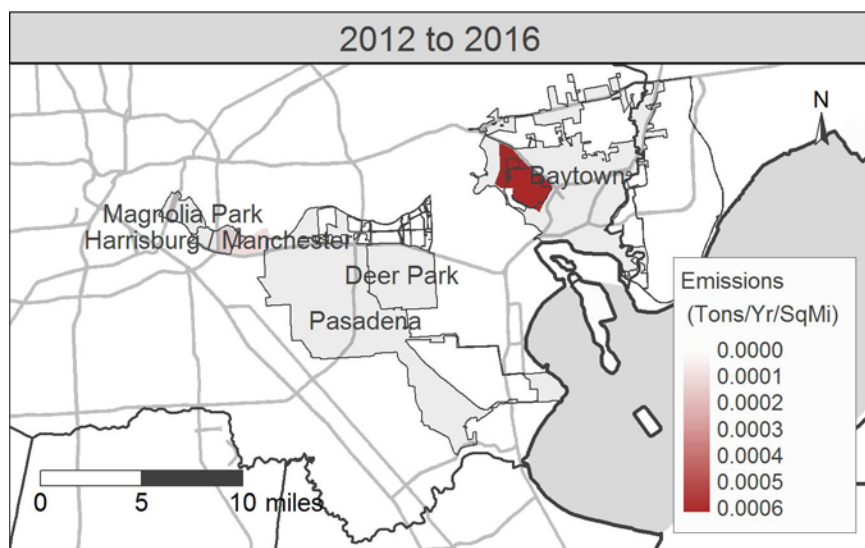 2012 to 2016
N
Baytown
Magnolia Park
Harrisburg
Manchester
Deer Park
Pasadena
Emissions
(Tons/Yr/SqMi)
0.0000
0.0001
0.0002
0.0003
0.0004
0.0005
0.0006
0
5
10 miles